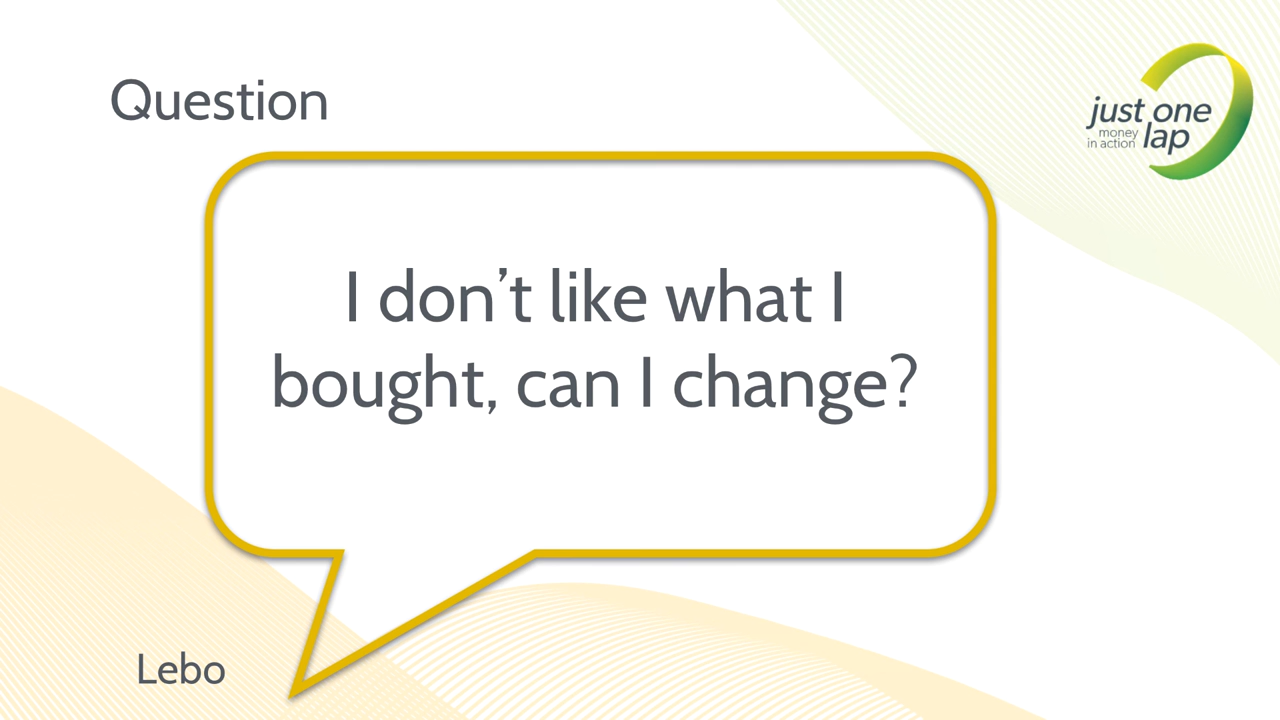 Question
just one
money
in action lap
I don’t like what I
bought, can I change?
Lebo